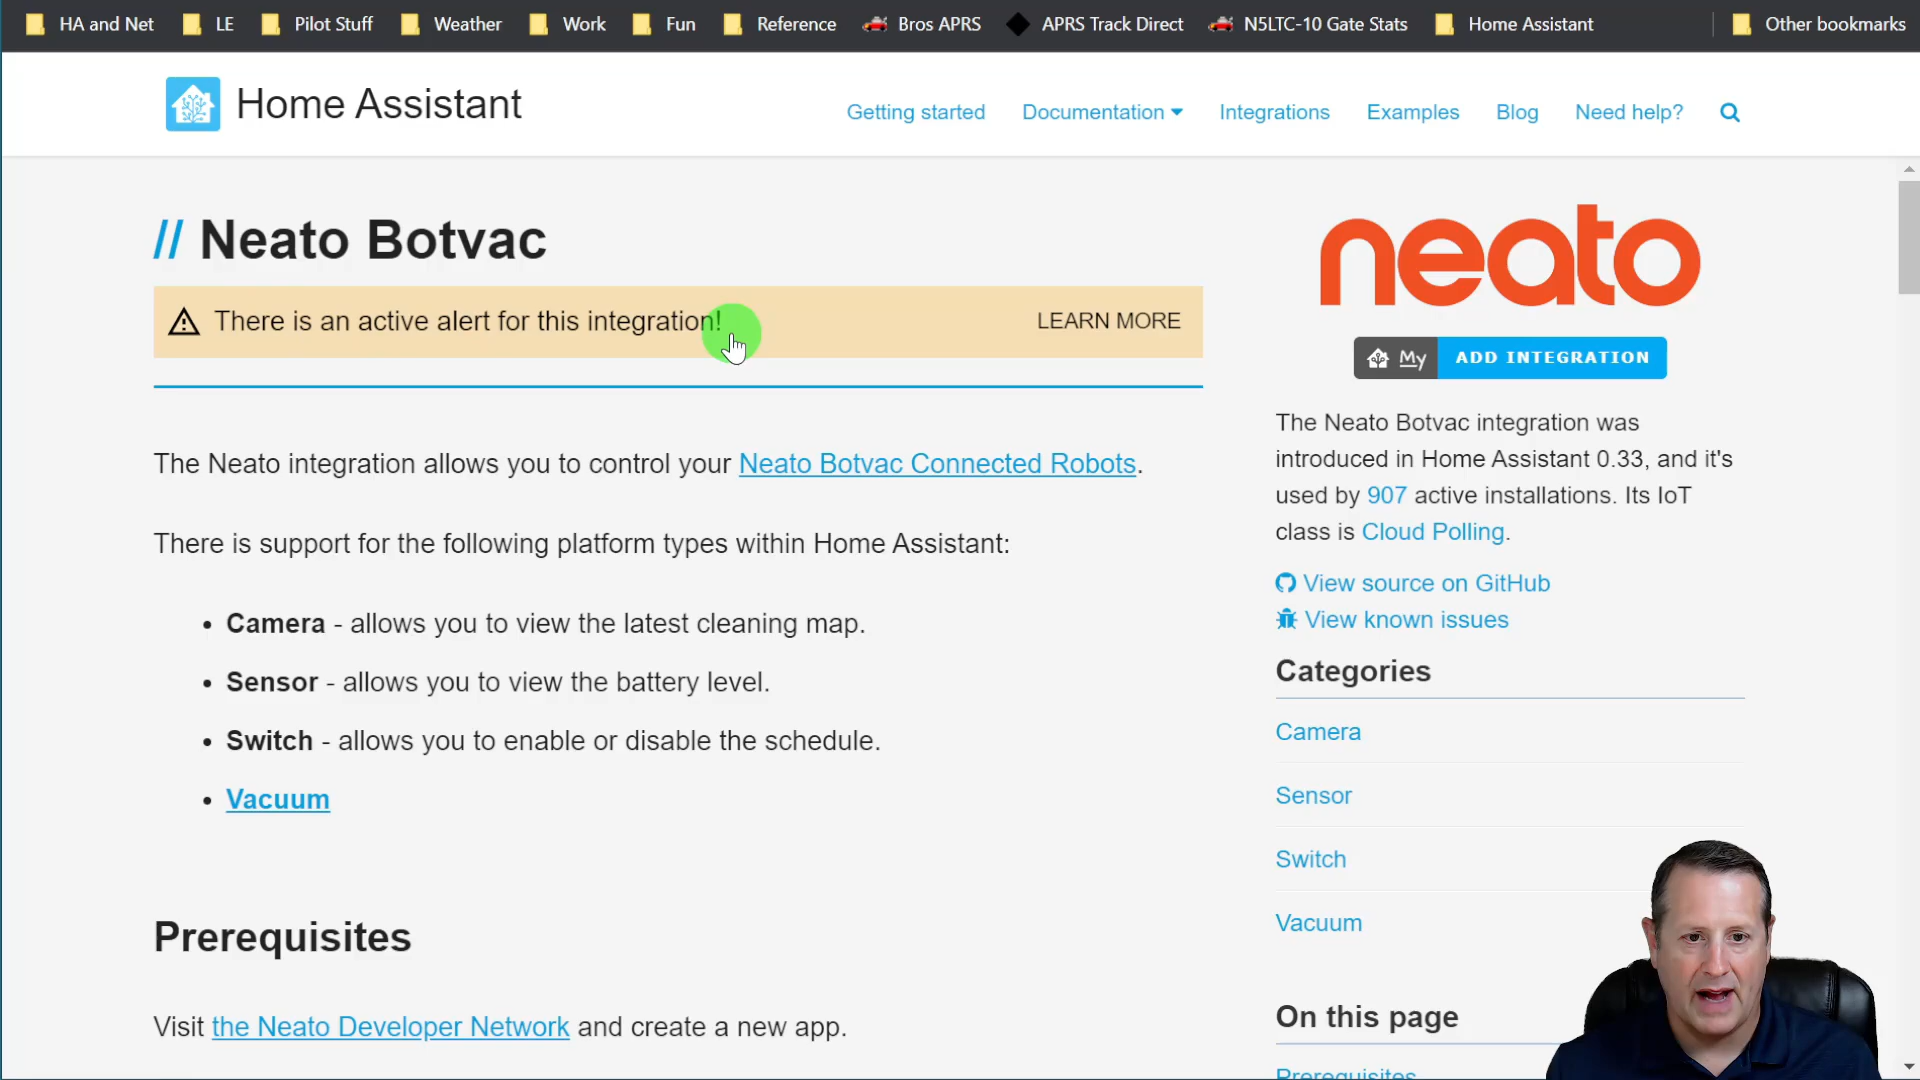 HA and Net LE Pilot Stuff Weather Work Fun Reference Bros APRS APRS Track Direct N5LTC-10 Gate Stats Home Assistant Other bookmarks
Home Assistant
Getting started Documentation Integrations Examples Blog Need help?
// Neato Botvac
There is an active alert for this integration! LEARN MORE
The Neato integration allows you to control your Neato Botvac Connected Robots.
There is support for the following platform types within Home Assistant:
• Camera - allows you to view the latest cleaning map.
• Sensor - allows you to view the battery level.
• Switch - allows you to enable or disable the schedule.
• Vacuum
Prerequisites
Visit the Neato Developer Network and create a new app.
neato
My ADD INTEGRATION
The Neato Botvac integration was
introduced in Home Assistant 0.33, and it's
used by 907 active installations. Its IoT
class is Cloud Polling.
View source on GitHub
View known issues
Categories
Camera
Sensor
Switch
Vacuum
On this page
Prerequisites